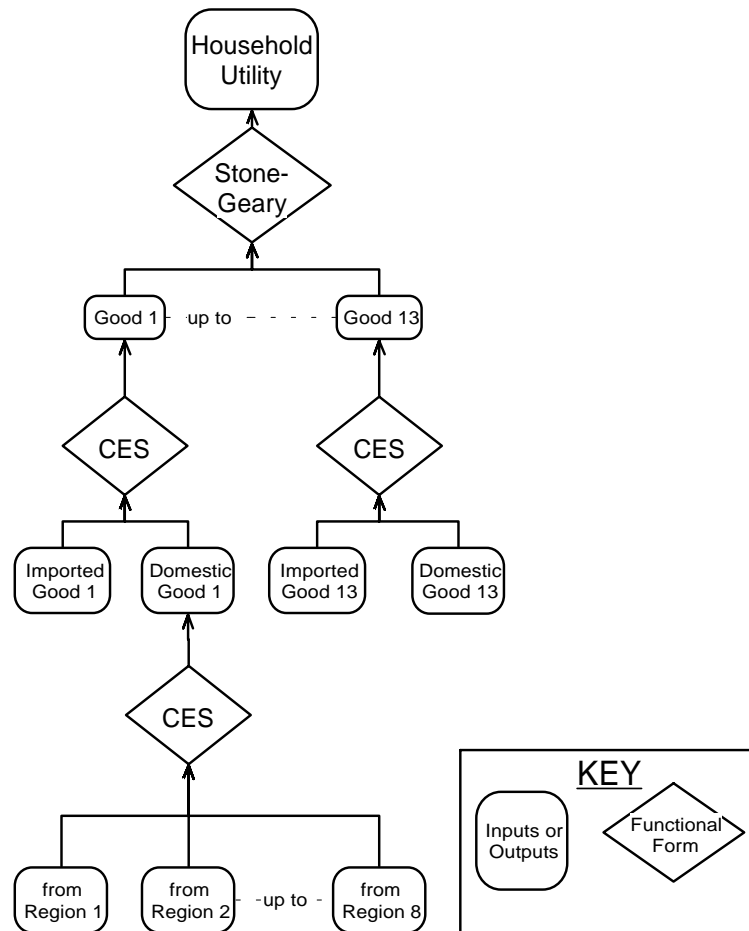 Household
Utility
Stone-
Geary
Good 1
up to
Good 13
CES
CES
Imported
Good 1
Domestic
Good 1
Imported
Good 13
Domestic
Good 13
CES
KEY
Inputs or
Outputs
Functional
Form
from
Region 1
from
Region 2
up to
from
Region 8